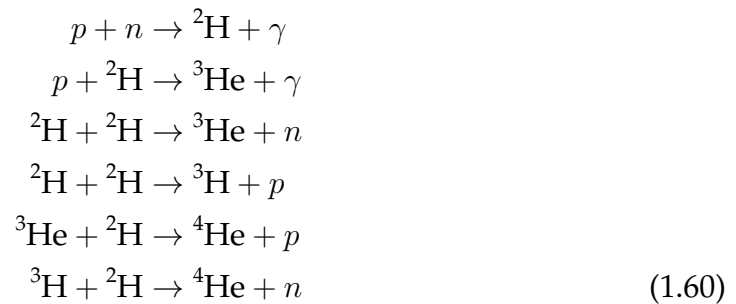 p + n → ²H + γ
p + ²H → ³He + γ
²H + ²H → ³He + n
²H + ²H → ³H + p
³He + ²H → ⁴He + p
³H + ²H → ⁴He + n (1.60)